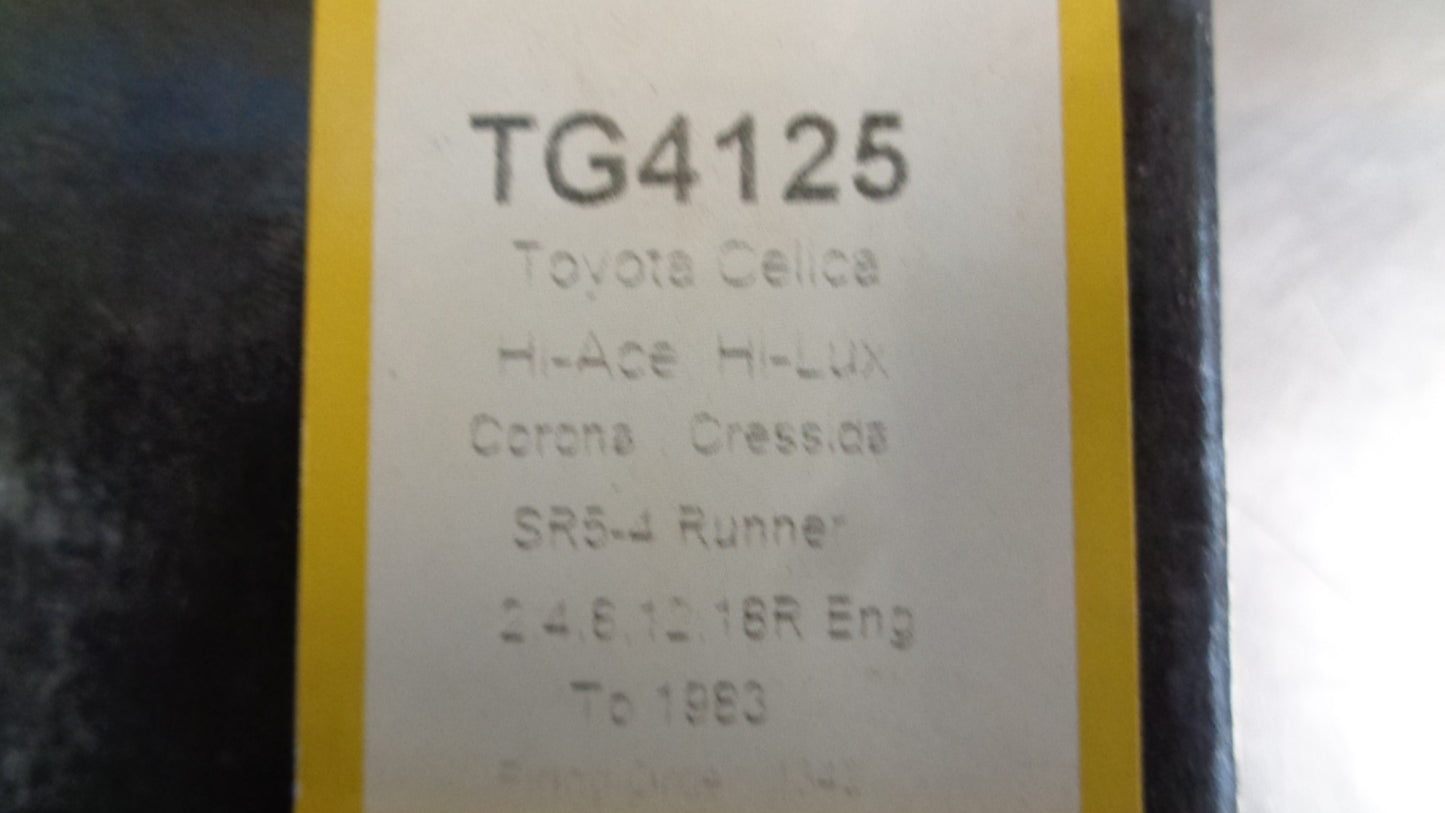 TG4125
Toyota Celica
Hi-Ace Hi-Lux
Corona Cressida
SR5-4 Runner
2.4.6.12.18R Eng
To 1983